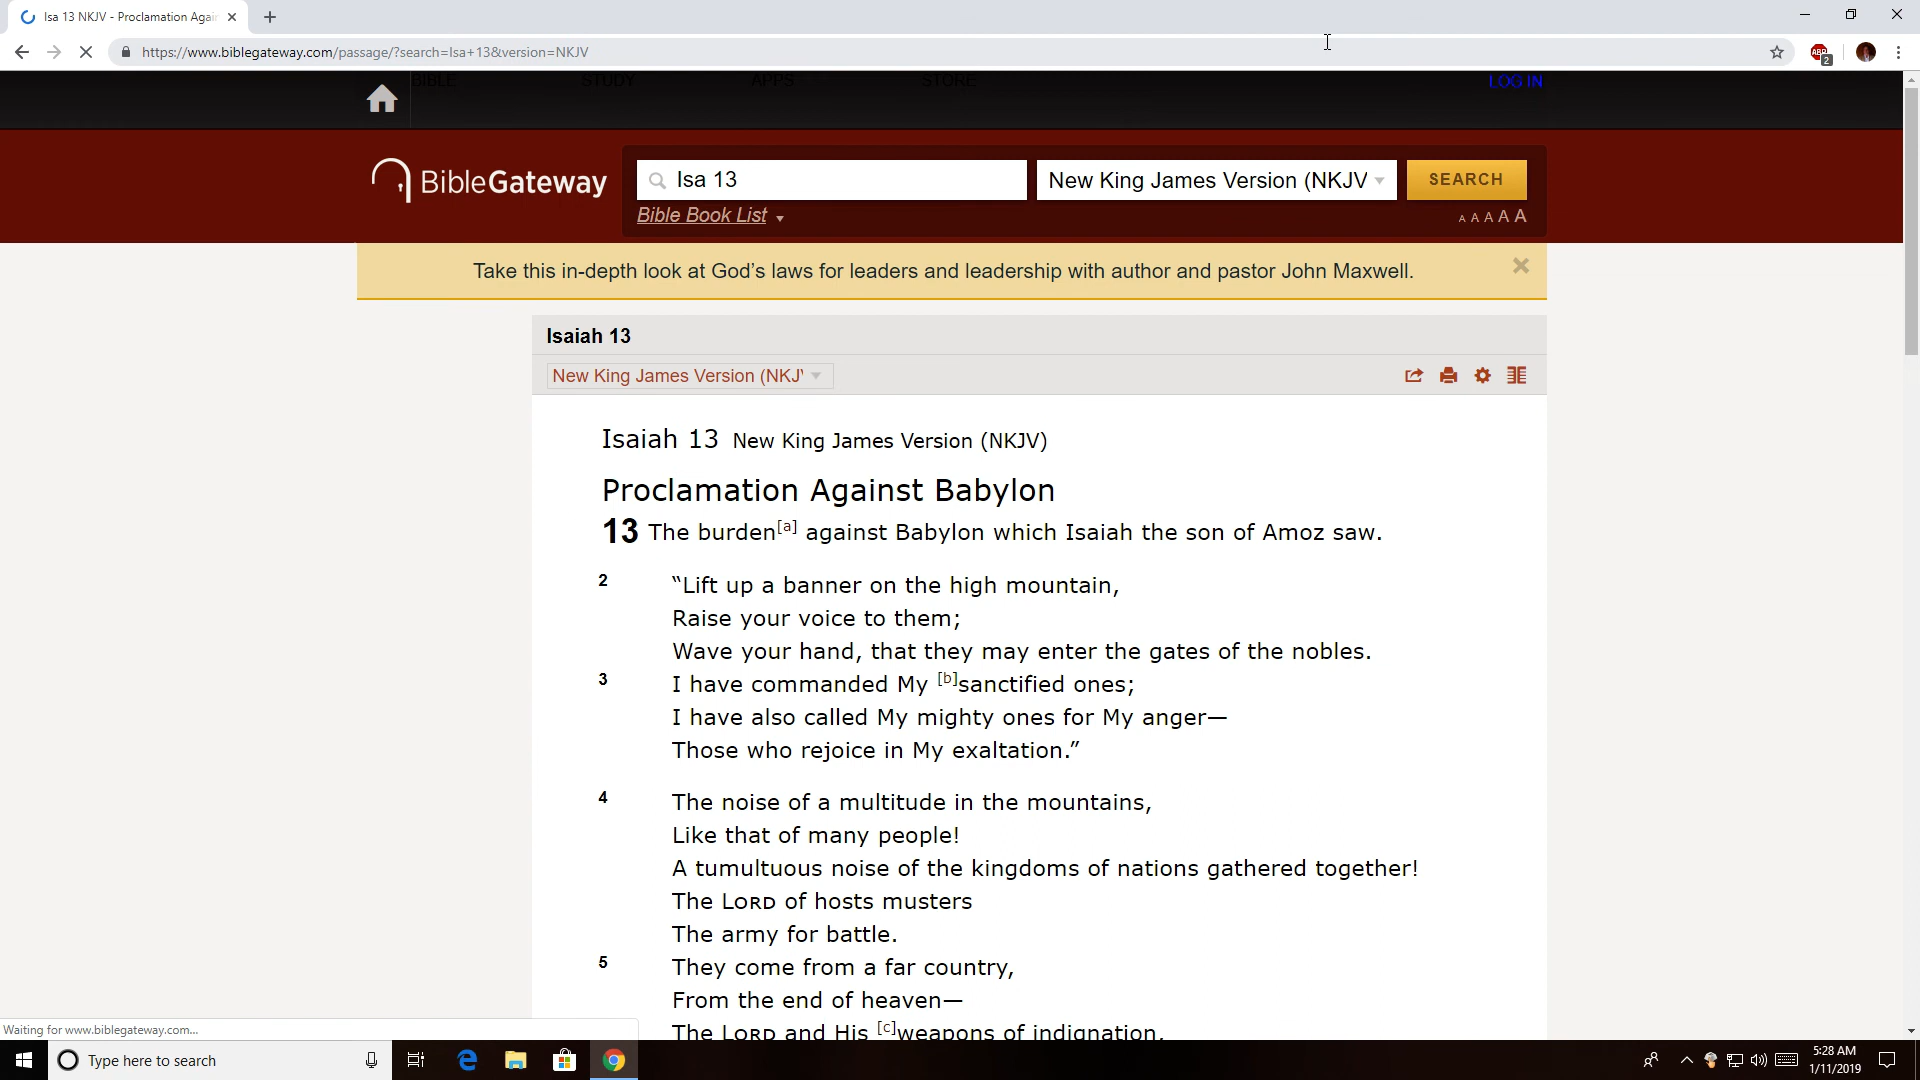 Isa 13 NKJV - Proclamation Again
https://www.biblegateway.com/passage/?search=Isa+13&version=NKJV
ABP
2
BIBLE STUDY APPS STORE LOG IN
BibleGateway
Isa 13
New King James Version (NKJV
SEARCH
Bible Book List
A A A A A
Take this in-depth look at God’s laws for leaders and leadership with author and pastor John Maxwell.
Isaiah 13
New King James Version (NKJV
Isaiah 13 New King James Version (NKJV)
Proclamation Against Babylon
13 The burden[a] against Babylon which Isaiah the son of Amoz saw.
2 “Lift up a banner on the high mountain,
Raise your voice to them;
Wave your hand, that they may enter the gates of the nobles.
3 I have commanded My [b]sanctified ones;
I have also called My mighty ones for My anger—
Those who rejoice in My exaltation.”
4 The noise of a multitude in the mountains,
Like that of many people!
A tumultuous noise of the kingdoms of nations gathered together!
The LORD of hosts musters
The army for battle.
5 They come from a far country,
From the end of heaven—
The LORD and His [c]weapons of indignation,
Waiting for www.biblegateway.com...
Type here to search
5:28 AM
1/11/2019